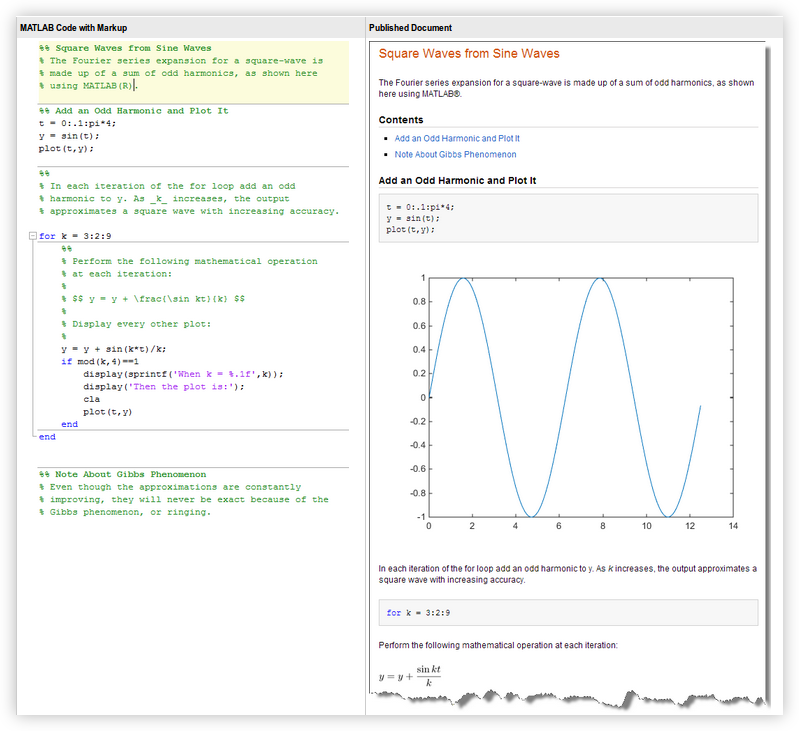 MATLAB Code with Markup
%% Square Waves from Sine Waves
% The Fourier series expansion for a square-wave is
% made up of a sum of odd harmonics, as shown here
% using MATLAB(R).
%% Add an Odd Harmonic and Plot It
t = 0:.1:pi*4;
y = sin(t);
plot(t,y);
%%
% In each iteration of the for loop add an odd
% harmonic to y. As _k_ increases, the output
% approximates a square wave with increasing accuracy.
for k = 3:2:9
%%
% Perform the following mathematical operation
% at each iteration:
%
% $$ y = y + \frac{\sin kt}{k} $$
%
% Display every other plot:
%
y = y + sin(k*t)/k;
if mod(k,4)==1
display(sprintf('When k = %.1f',k));
display('Then the plot is:');
cla
plot(t,y)
end
end
%% Note About Gibbs Phenomenon
% Even though the approximations are constantly
% improving, they will never be exact because of the
% Gibbs phenomenon, or ringing.
Published Document
Square Waves from Sine Waves
The Fourier series expansion for a square-wave is made up of a sum of odd harmonics, as shown
here using MATLAB®.
Contents
Add an Odd Harmonic and Plot It
Note About Gibbs Phenomenon
Add an Odd Harmonic and Plot It
t = 0:.1:pi*4;
y = sin(t);
plot(t,y);
1
0.8
0.6
0.4
0.2
0
-0.2
-0.4
-0.6
-0.8
-1
0 2 4 6 8 10 12 14
In each iteration of the for loop add an odd harmonic to y. As k increases, the output approximates a
square wave with increasing accuracy.
for k = 3:2:9
Perform the following mathematical operation at each iteration:
y = y + sin kt / k